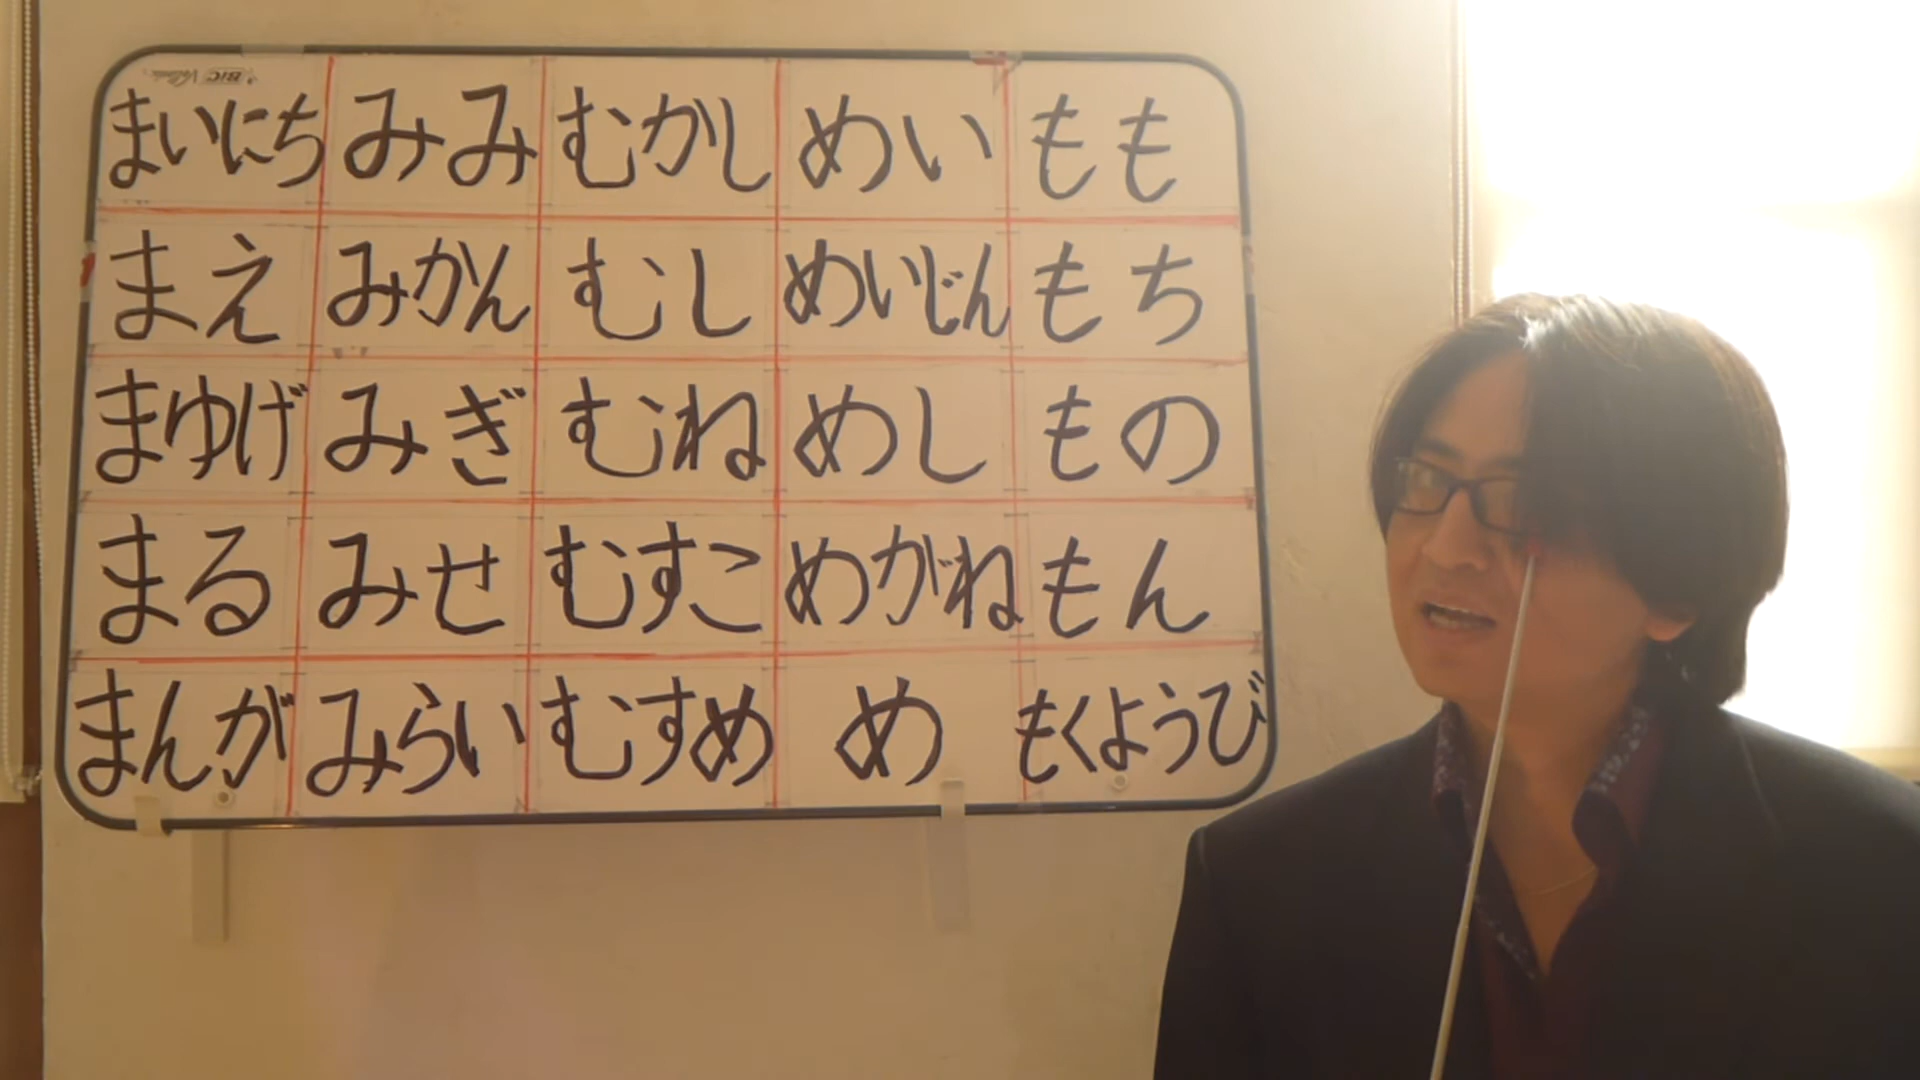 まいにち みみ むかし めい もも
まえ みかん むし めいじん もち
まゆげ みぎ むね めし もの
まる みせ むすこ めがね もん
まんが みらい むすめ め もくようび
BIC Velleda